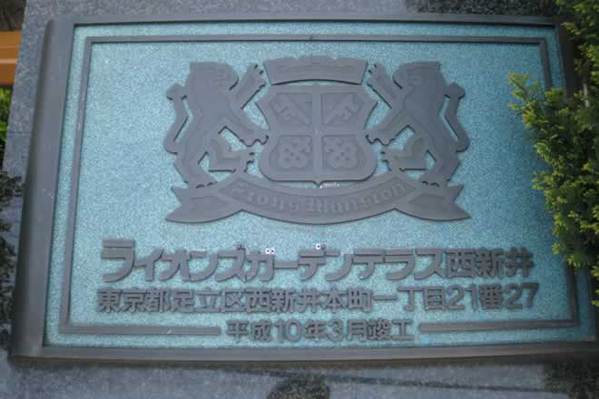 Lions Mansion
ライオンズガーデンテラス西新井
東京都足立区西新井本町一丁目21番27
平成10年3月竣工